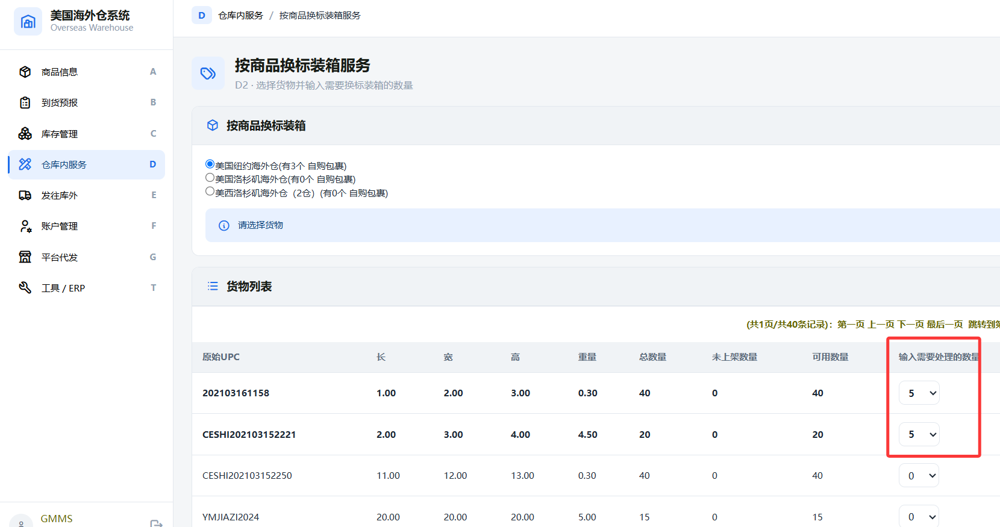 美国海外仓系统
Overseas Warehouse
D 仓库内服务 / 按商品换标装箱服务
商品信息 A
到货预报 B
库存管理 C
仓库内服务 D
发往库外 E
账户管理 F
平台代发 G
工具 / ERP T
GMMS
按商品换标装箱服务
D2 · 选择货物并输入需要换标装箱的数量
按商品换标装箱
美国纽约海外仓(有3个 自购包裹)
美国洛杉矶海外仓(有0个 自购包裹)
美西洛杉矶海外仓（2仓）(有0个 自购包裹)
请选择货物
货物列表
(共1页/共40条记录)：第一页 上一页 下一页 最后一页 跳转到第
原始UPC 长 宽 高 重量 总数量 未上架数量 可用数量 输入需要处理的数量
202103161158 1.00 2.00 3.00 0.30 40 0 40 5
CESHI202103152221 2.00 3.00 4.00 4.50 20 0 20 5
CESHI202103152250 11.00 12.00 13.00 0.30 40 0 40 0
YMJIAZI2024 20.00 20.00 20.00 5.00 15 0 15 0